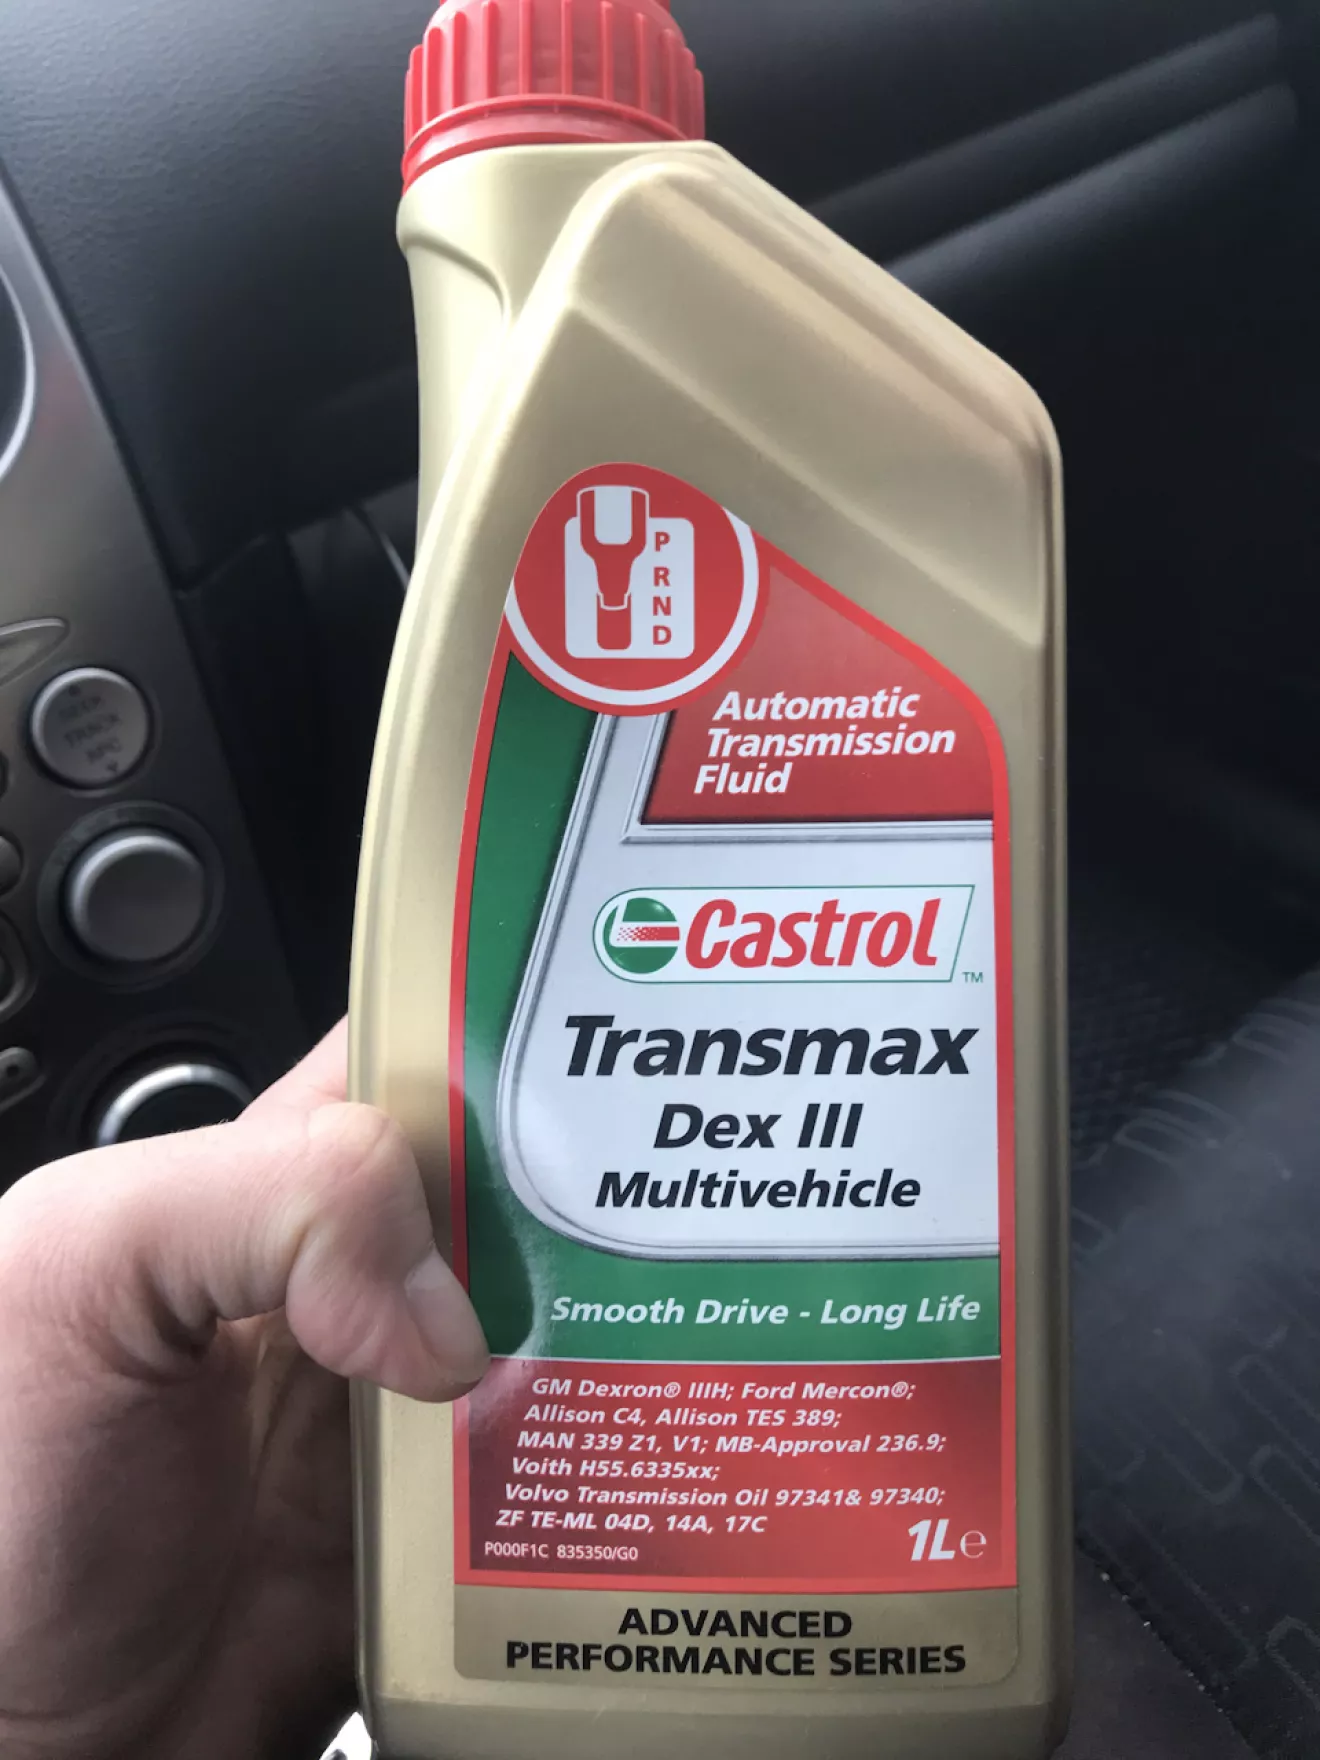 P
R
N
D
Automatic
Transmission
Fluid
Castrol™
Transmax
Dex III
Multivehicle
Smooth Drive - Long Life
GM Dexron® IIIH; Ford Mercon®;
Allison C4, Allison TES 389;
MAN 339 Z1, V1; MB-Approval 236.9;
Voith H55.6335xx;
Volvo Transmission Oil 97341& 97340;
ZF TE-ML 04D, 14A, 17C
P000F1C 835350/G0
1L℮
ADVANCED
PERFORMANCE SERIES
TRACK